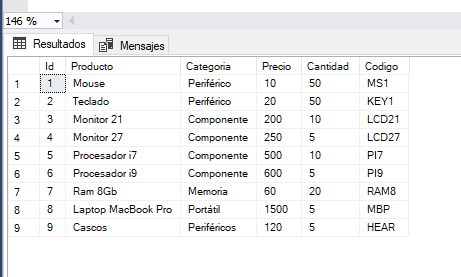 146 %
Resultados Mensajes
Id Producto Categoria Precio Cantidad Codigo
1 1 Mouse Periférico 10 50 MS1
2 2 Teclado Periférico 20 50 KEY1
3 3 Monitor 21 Componente 200 10 LCD21
4 4 Monitor 27 Componente 250 5 LCD27
5 5 Procesador i7 Componente 500 10 PI7
6 6 Procesador i9 Componente 600 5 PI9
7 7 Ram 8Gb Memoria 60 20 RAM8
8 8 Laptop MacBook Pro Portátil 1500 5 MBP
9 9 Cascos Periféricos 120 5 HEAR